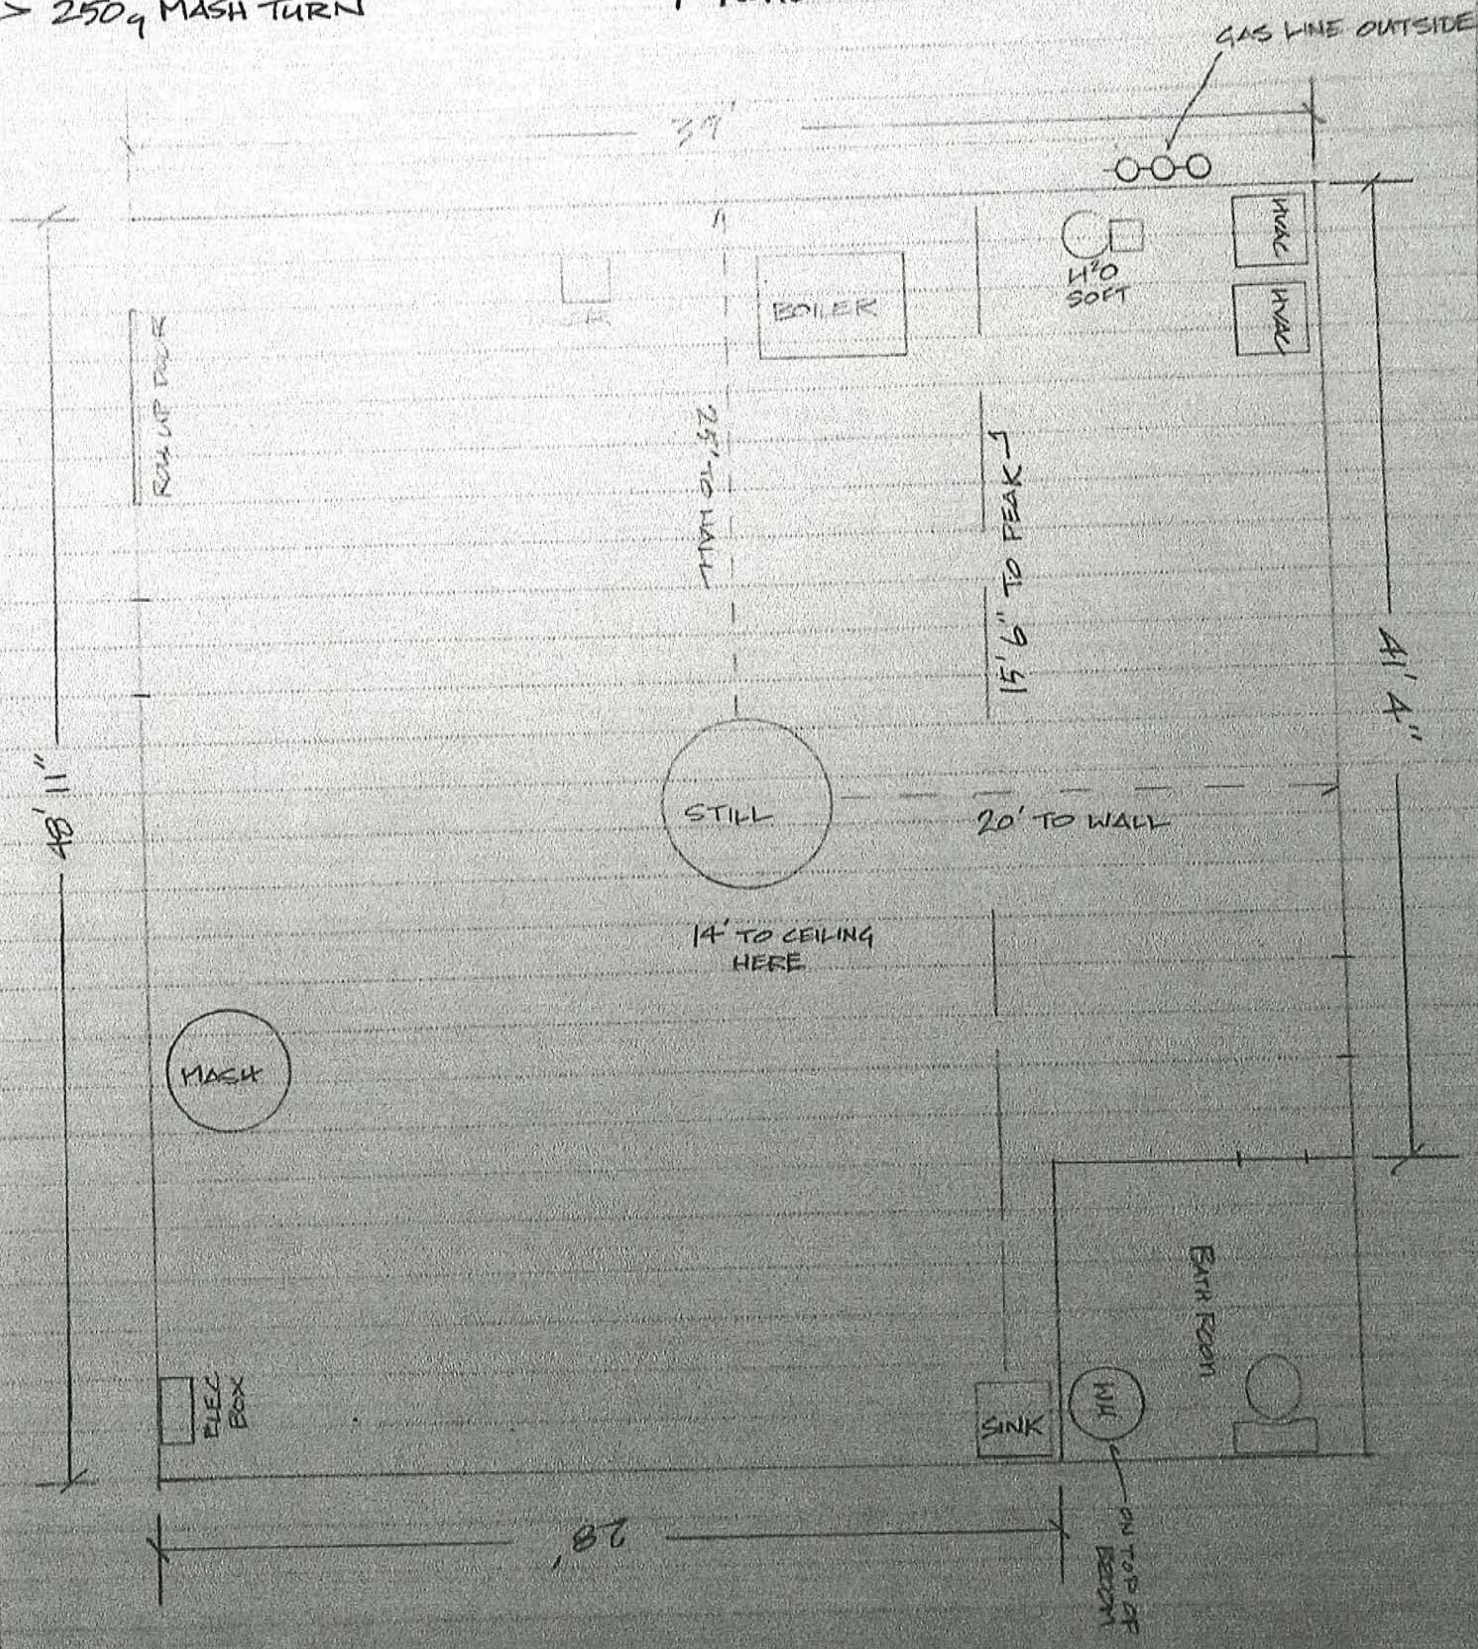 > 250g MASH TURN
GAS LINE OUTSIDE
39'
HVAC
HVAC
H²O
SOFT
BOILER
ROLL UP DOOR
25' TO WALL
15' 6" TO PEAK
41' 4"
48' 11"
STILL
20' TO WALL
14' TO CEILING
HERE
MASH
BATH ROOM
ELEC
BOX
SINK
WH
ON TOP OF
BROOM
28'